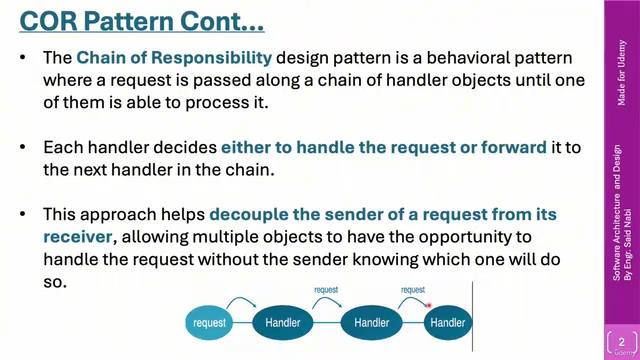 COR Pattern Cont...
• The Chain of Responsibility design pattern is a behavioral pattern
where a request is passed along a chain of handler objects until one
of them is able to process it.
• Each handler decides either to handle the request or forward it to
the next handler in the chain.
• This approach helps decouple the sender of a request from its
receiver, allowing multiple objects to have the opportunity to
handle the request without the sender knowing which one will do
so.
request
request
request
Handler
Handler
Handler
Made for Udemy
Software Architecture and Design
By Engr. Said Nabi
2
Udemy